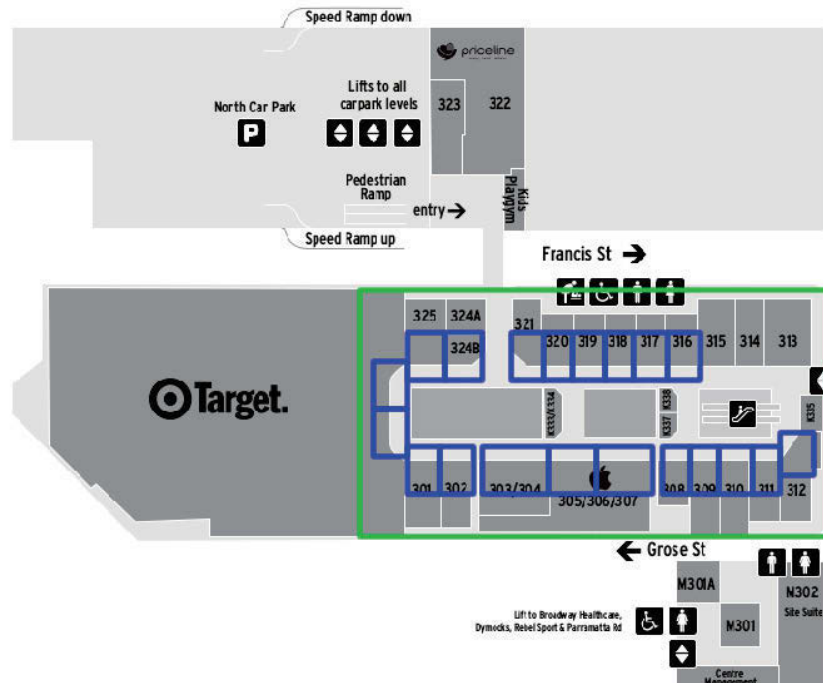 Speed Ramp down
priceline
Lifts to all
carpark levels
North Car Park
P
323
322
Pedestrian
Ramp
Kids
Playgym
entry →
Speed Ramp up
Francis St →
325
324A
324B
321
320
319
318
317
316
315
314
313
Target.
K333/K334
K338
K337
K335
301
302
303/304
305/306/307
308
309
310
311
312
← Grose St
M301A
M302
Site Suite
Lift to Broadway Healthcare,
Dymocks, Rebel Sport & Parramatta Rd
M301
Centre
Management